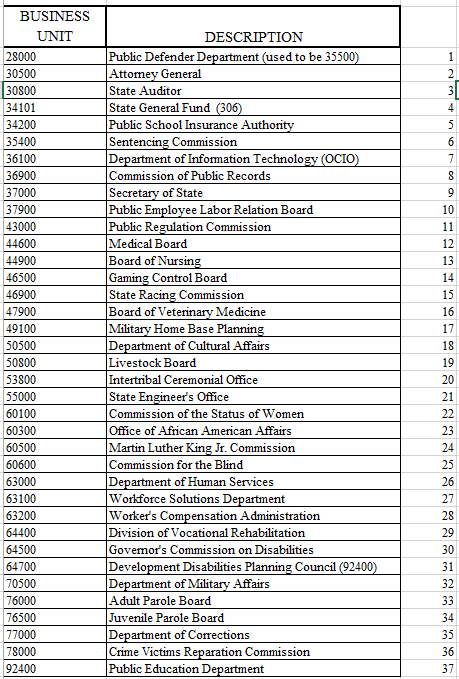 BUSINESS
UNIT DESCRIPTION
28000 Public Defender Department (used to be 35500) 1
30500 Attorney General 2
30800 State Auditor 3
34101 State General Fund (306) 4
34200 Public School Insurance Authority 5
35400 Sentencing Commission 6
36100 Department of Information Technology (OCIO) 7
36900 Commission of Public Records 8
37000 Secretary of State 9
37900 Public Employee Labor Relation Board 10
43000 Public Regulation Commission 11
44600 Medical Board 12
44900 Board of Nursing 13
46500 Gaming Control Board 14
46900 State Racing Commission 15
47900 Board of Veterinary Medicine 16
49100 Military Home Base Planning 17
50500 Department of Cultural Affairs 18
50800 Livestock Board 19
53800 Intertribal Ceremonial Office 20
55000 State Engineer's Office 21
60100 Commission of the Status of Women 22
60300 Office of African American Affairs 23
60500 Martin Luther King Jr. Commission 24
60600 Commission for the Blind 25
63000 Department of Human Services 26
63100 Workforce Solutions Department 27
63200 Worker's Compensation Administration 28
64400 Division of Vocational Rehabilitation 29
64500 Governor's Commission on Disabilities 30
64700 Development Disabilities Planning Council (92400) 31
70500 Department of Military Affairs 32
76000 Adult Parole Board 33
76500 Juvenile Parole Board 34
77000 Department of Corrections 35
78000 Crime Victims Reparation Commission 36
92400 Public Education Department 37